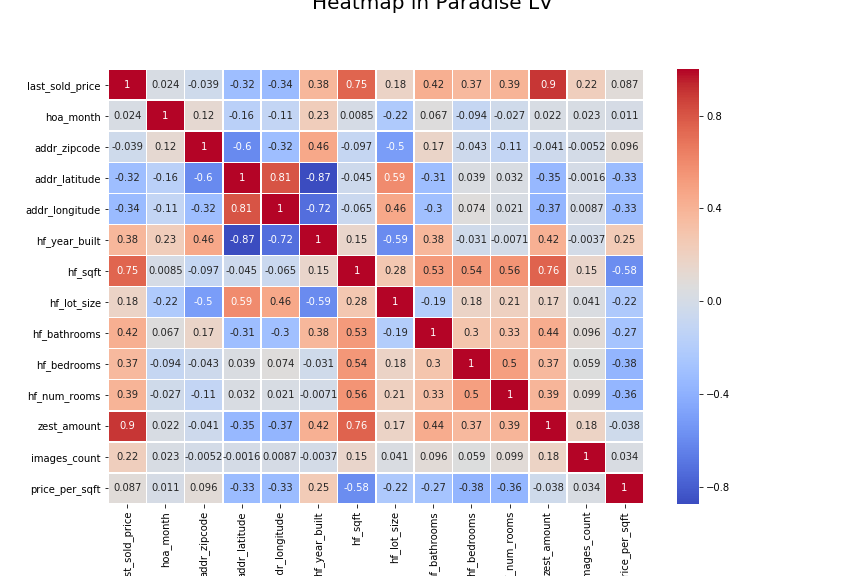 Heatmap in Paradise LV
last_sold_price 1 0.024 -0.039 -0.32 -0.34 0.38 0.75 0.18 0.42 0.37 0.39 0.9 0.22 0.087
hoa_month 0.024 1 0.12 -0.16 -0.11 0.23 0.0085 -0.22 0.067 -0.094 -0.027 0.022 0.023 0.011
addr_zipcode -0.039 0.12 1 -0.6 -0.32 0.46 -0.097 -0.5 0.17 -0.043 -0.11 -0.041 -0.0052 0.096
addr_latitude -0.32 -0.16 -0.6 1 0.81 -0.87 -0.045 0.59 -0.31 0.039 0.032 -0.35 -0.0016 -0.33
addr_longitude -0.34 -0.11 -0.32 0.81 1 -0.72 -0.065 0.46 -0.3 0.074 0.021 -0.37 0.0087 -0.33
hf_year_built 0.38 0.23 0.46 -0.87 -0.72 1 0.15 -0.59 0.38 -0.031 -0.0071 0.42 -0.0037 0.25
hf_sqft 0.75 0.0085 -0.097 -0.045 -0.065 0.15 1 0.28 0.53 0.54 0.56 0.76 0.15 -0.58
hf_lot_size 0.18 -0.22 -0.5 0.59 0.46 -0.59 0.28 1 -0.19 0.18 0.21 0.17 0.041 -0.22
hf_bathrooms 0.42 0.067 0.17 -0.31 -0.3 0.38 0.53 -0.19 1 0.3 0.33 0.44 0.096 -0.27
hf_bedrooms 0.37 -0.094 -0.043 0.039 0.074 -0.031 0.54 0.18 0.3 1 0.5 0.37 0.059 -0.38
hf_num_rooms 0.39 -0.027 -0.11 0.032 0.021 -0.0071 0.56 0.21 0.33 0.5 1 0.39 0.099 -0.36
zest_amount 0.9 0.022 -0.041 -0.35 -0.37 0.42 0.76 0.17 0.44 0.37 0.39 1 0.18 -0.038
images_count 0.22 0.023 -0.0052 -0.0016 0.0087 -0.0037 0.15 0.041 0.096 0.059 0.099 0.18 1 0.034
price_per_sqft 0.087 0.011 0.096 -0.33 -0.33 0.25 -0.58 -0.22 -0.27 -0.38 -0.36 -0.038 0.034 1
st_sold_price
hoa_month
addr_zipcode
addr_latitude
dr_longitude
hf_year_built
hf_sqft
hf_lot_size
f_bathrooms
hf_bedrooms
_num_rooms
zest_amount
mages_count
rice_per_sqft
0.8
0.4
0.0
−0.4
−0.8